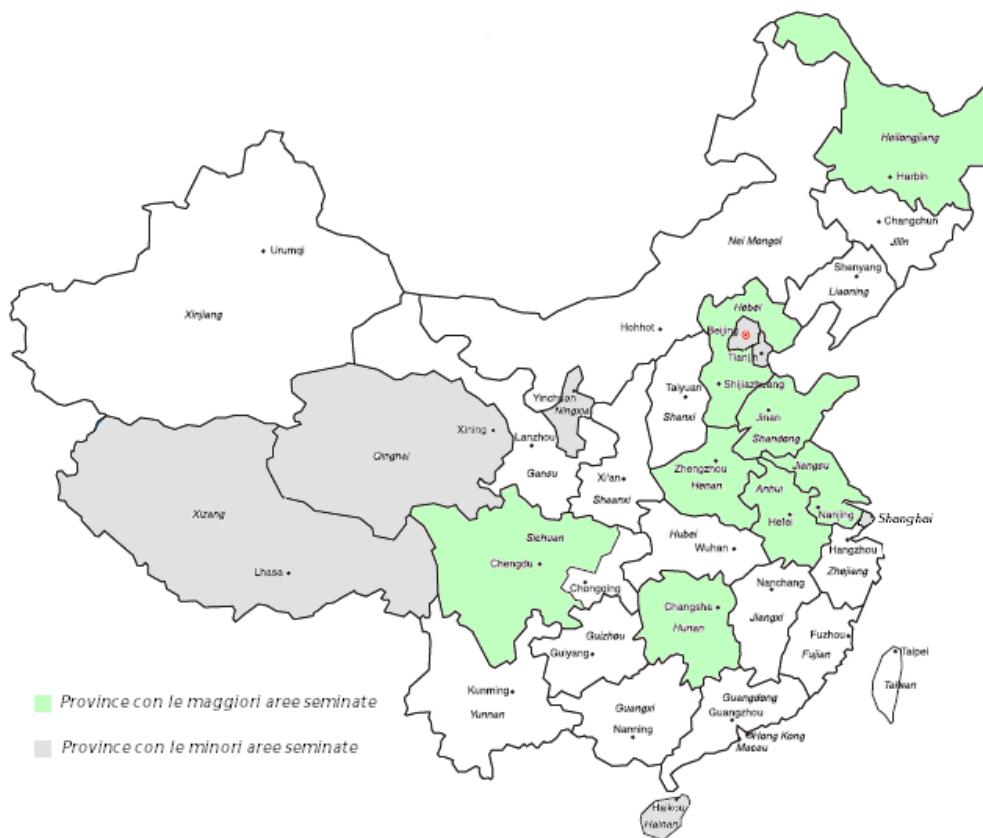 Heilongjiang
Harbin
Changchun
Jilin
Nei Mongol
Urumqi
Shenyang
Liaoning
Xinjiang
Hebei
Hohhot
Beijing
Tianjin
Taiyuan
Shijiazhuang
Yinchuan
Ningxia
Shanxi
Jinan
Xining
Lanzhou
Shandong
Qinghai
Zhengzhou
Jiangsu
Gansu
Xi'an
Henan
Anhui
Shaanxi
Xizang
Hefei
Nanjing
Shanghai
Sichuan
Hubei
Wuhan
Hangzhou
Chengdu
Zhejiang
Lhasa
Chongqing
Nanchang
Changsha
Jiangxi
Hunan
Guizhou
Fuzhou
Guiyang
Fujian
Taipei
Taiwan
Kunming
Guangdong
Province con le maggiori aree seminate
Yunnan
Guangxi
Guangzhou
Nanning
Hong Kong
Macau
Province con le minori aree seminate
Haikou
Hainan